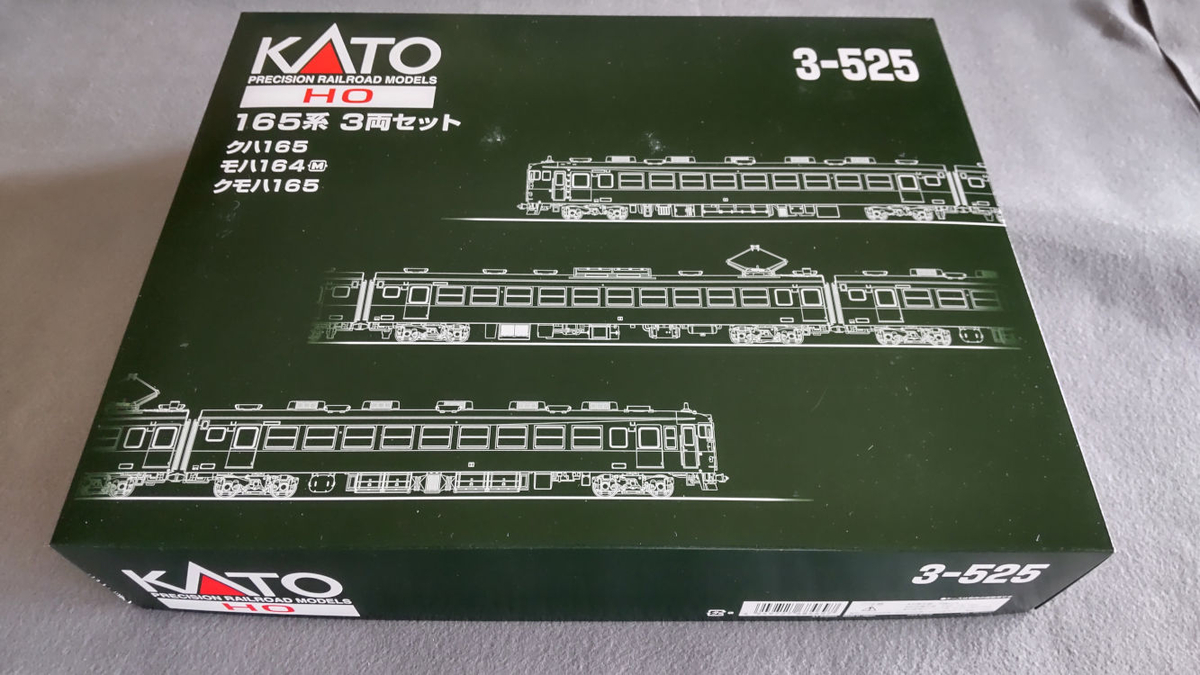 KATO
PRECISION RAILROAD MODELS
HO
3-525
165系 3両セット
クハ165
モハ164 M
クモハ165
KATO
PRECISION RAILROAD MODELS
HO
3-525